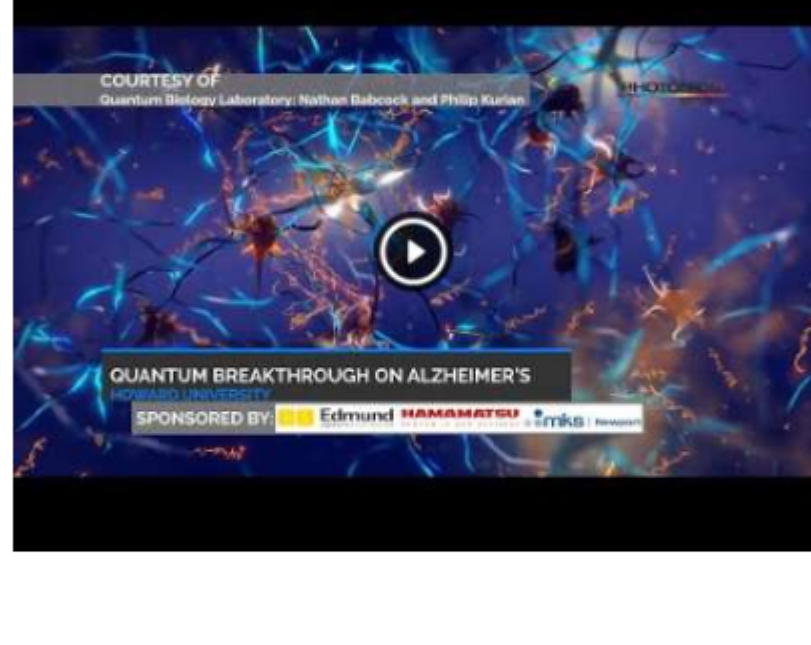 COURTESY OF
Quantum Biology Laboratory: Nathan Babcock and Philip Kurian
QUANTUM BREAKTHROUGH ON ALZHEIMER'S
HOWARD UNIVERSITY
SPONSORED BY: Edmund HAMAMATSU mks | Newport